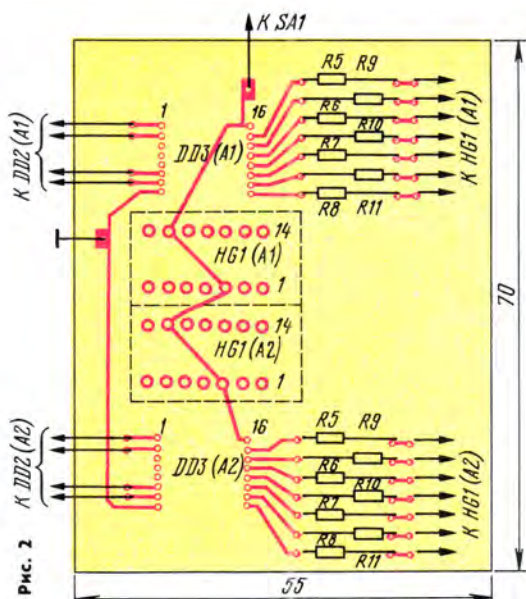 К SA1
R5 R9
1
16
R6
R10
DD3 (A1)
R7
R8 R11
К DD2 (A1)
К HG1 (A1)
14
HG1 (A1)
1
14
HG1 (A2)
1
70
1
16
R5 R9
R6
R10
DD3 (A2)
R7
R8
R11
К DD2 (A2)
К HG1 (A2)
55
Рис. 2